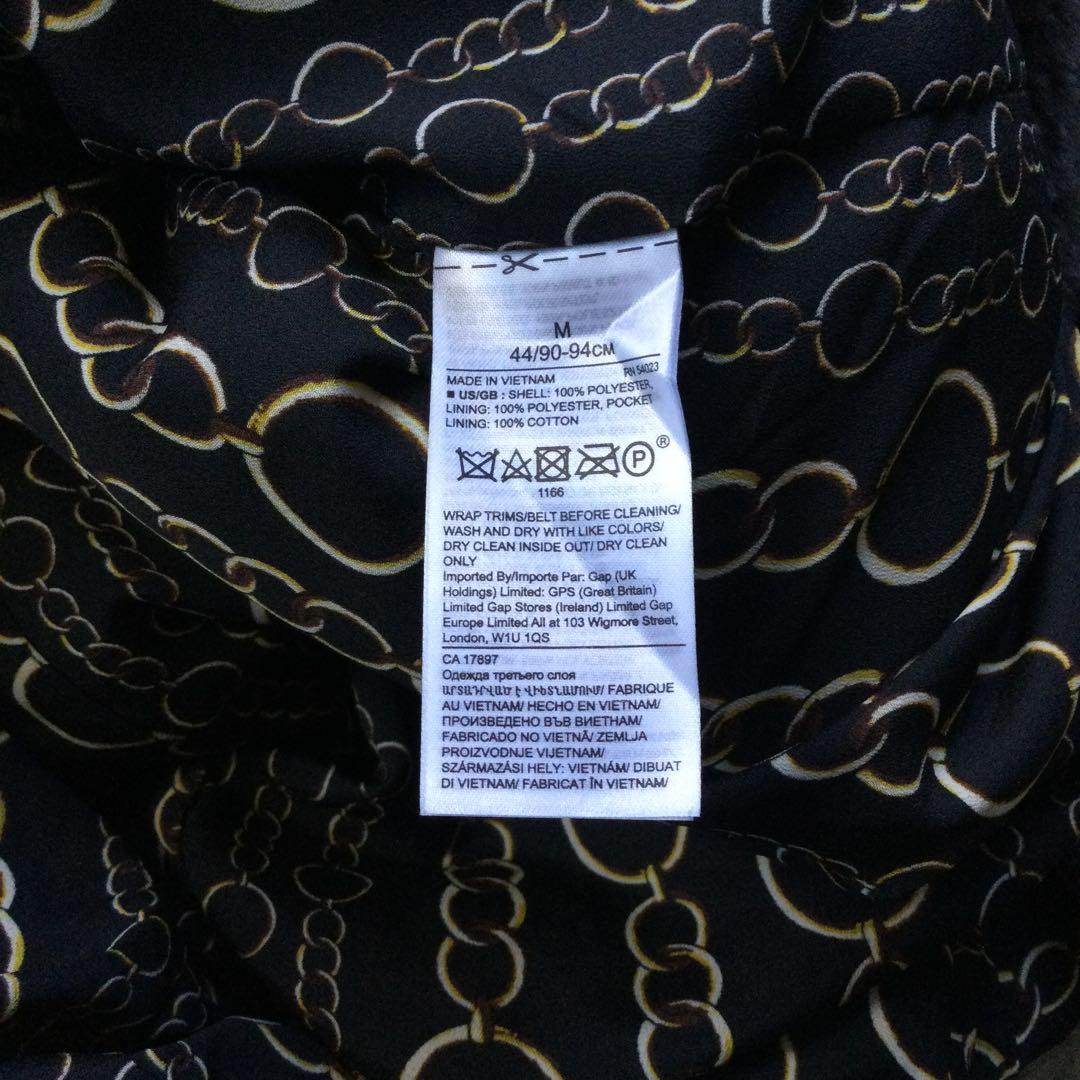 M
44/90-94CM
RN 54023
MADE IN VIETNAM
■ US/GB : SHELL: 100% POLYESTER,
LINING: 100% POLYESTER, POCKET
LINING: 100% COTTON
P ®
1166
WRAP TRIMS/BELT BEFORE CLEANING/
WASH AND DRY WITH LIKE COLORS/
DRY CLEAN INSIDE OUT/ DRY CLEAN
ONLY
Imported By/Importe Par: Gap (UK
Holdings) Limited: GPS (Great Britain)
Limited Gap Stores (Ireland) Limited Gap
Europe Limited All at 103 Wigmore Street,
London, W1U 1QS
CA 17897
Одежда третьего слоя
ԱՐՏԱԴՐՎԱԾ Է ՎԻԵՏՆԱՄՈՒՄ/ FABRIQUE
AU VIETNAM/ HECHO EN VIETNAM/
ПРОИЗВЕДЕНО ВЪВ ВИЕТНАМ/
FABRICADO NO VIETNÃ/ ZEMLJA
PROIZVODNJE VIJETNAM/
SZÁRMAZÁSI HELY: VIETNÁM/ DIBUAT
DI VIETNAM/ FABRICAT ÎN VIETNAM/